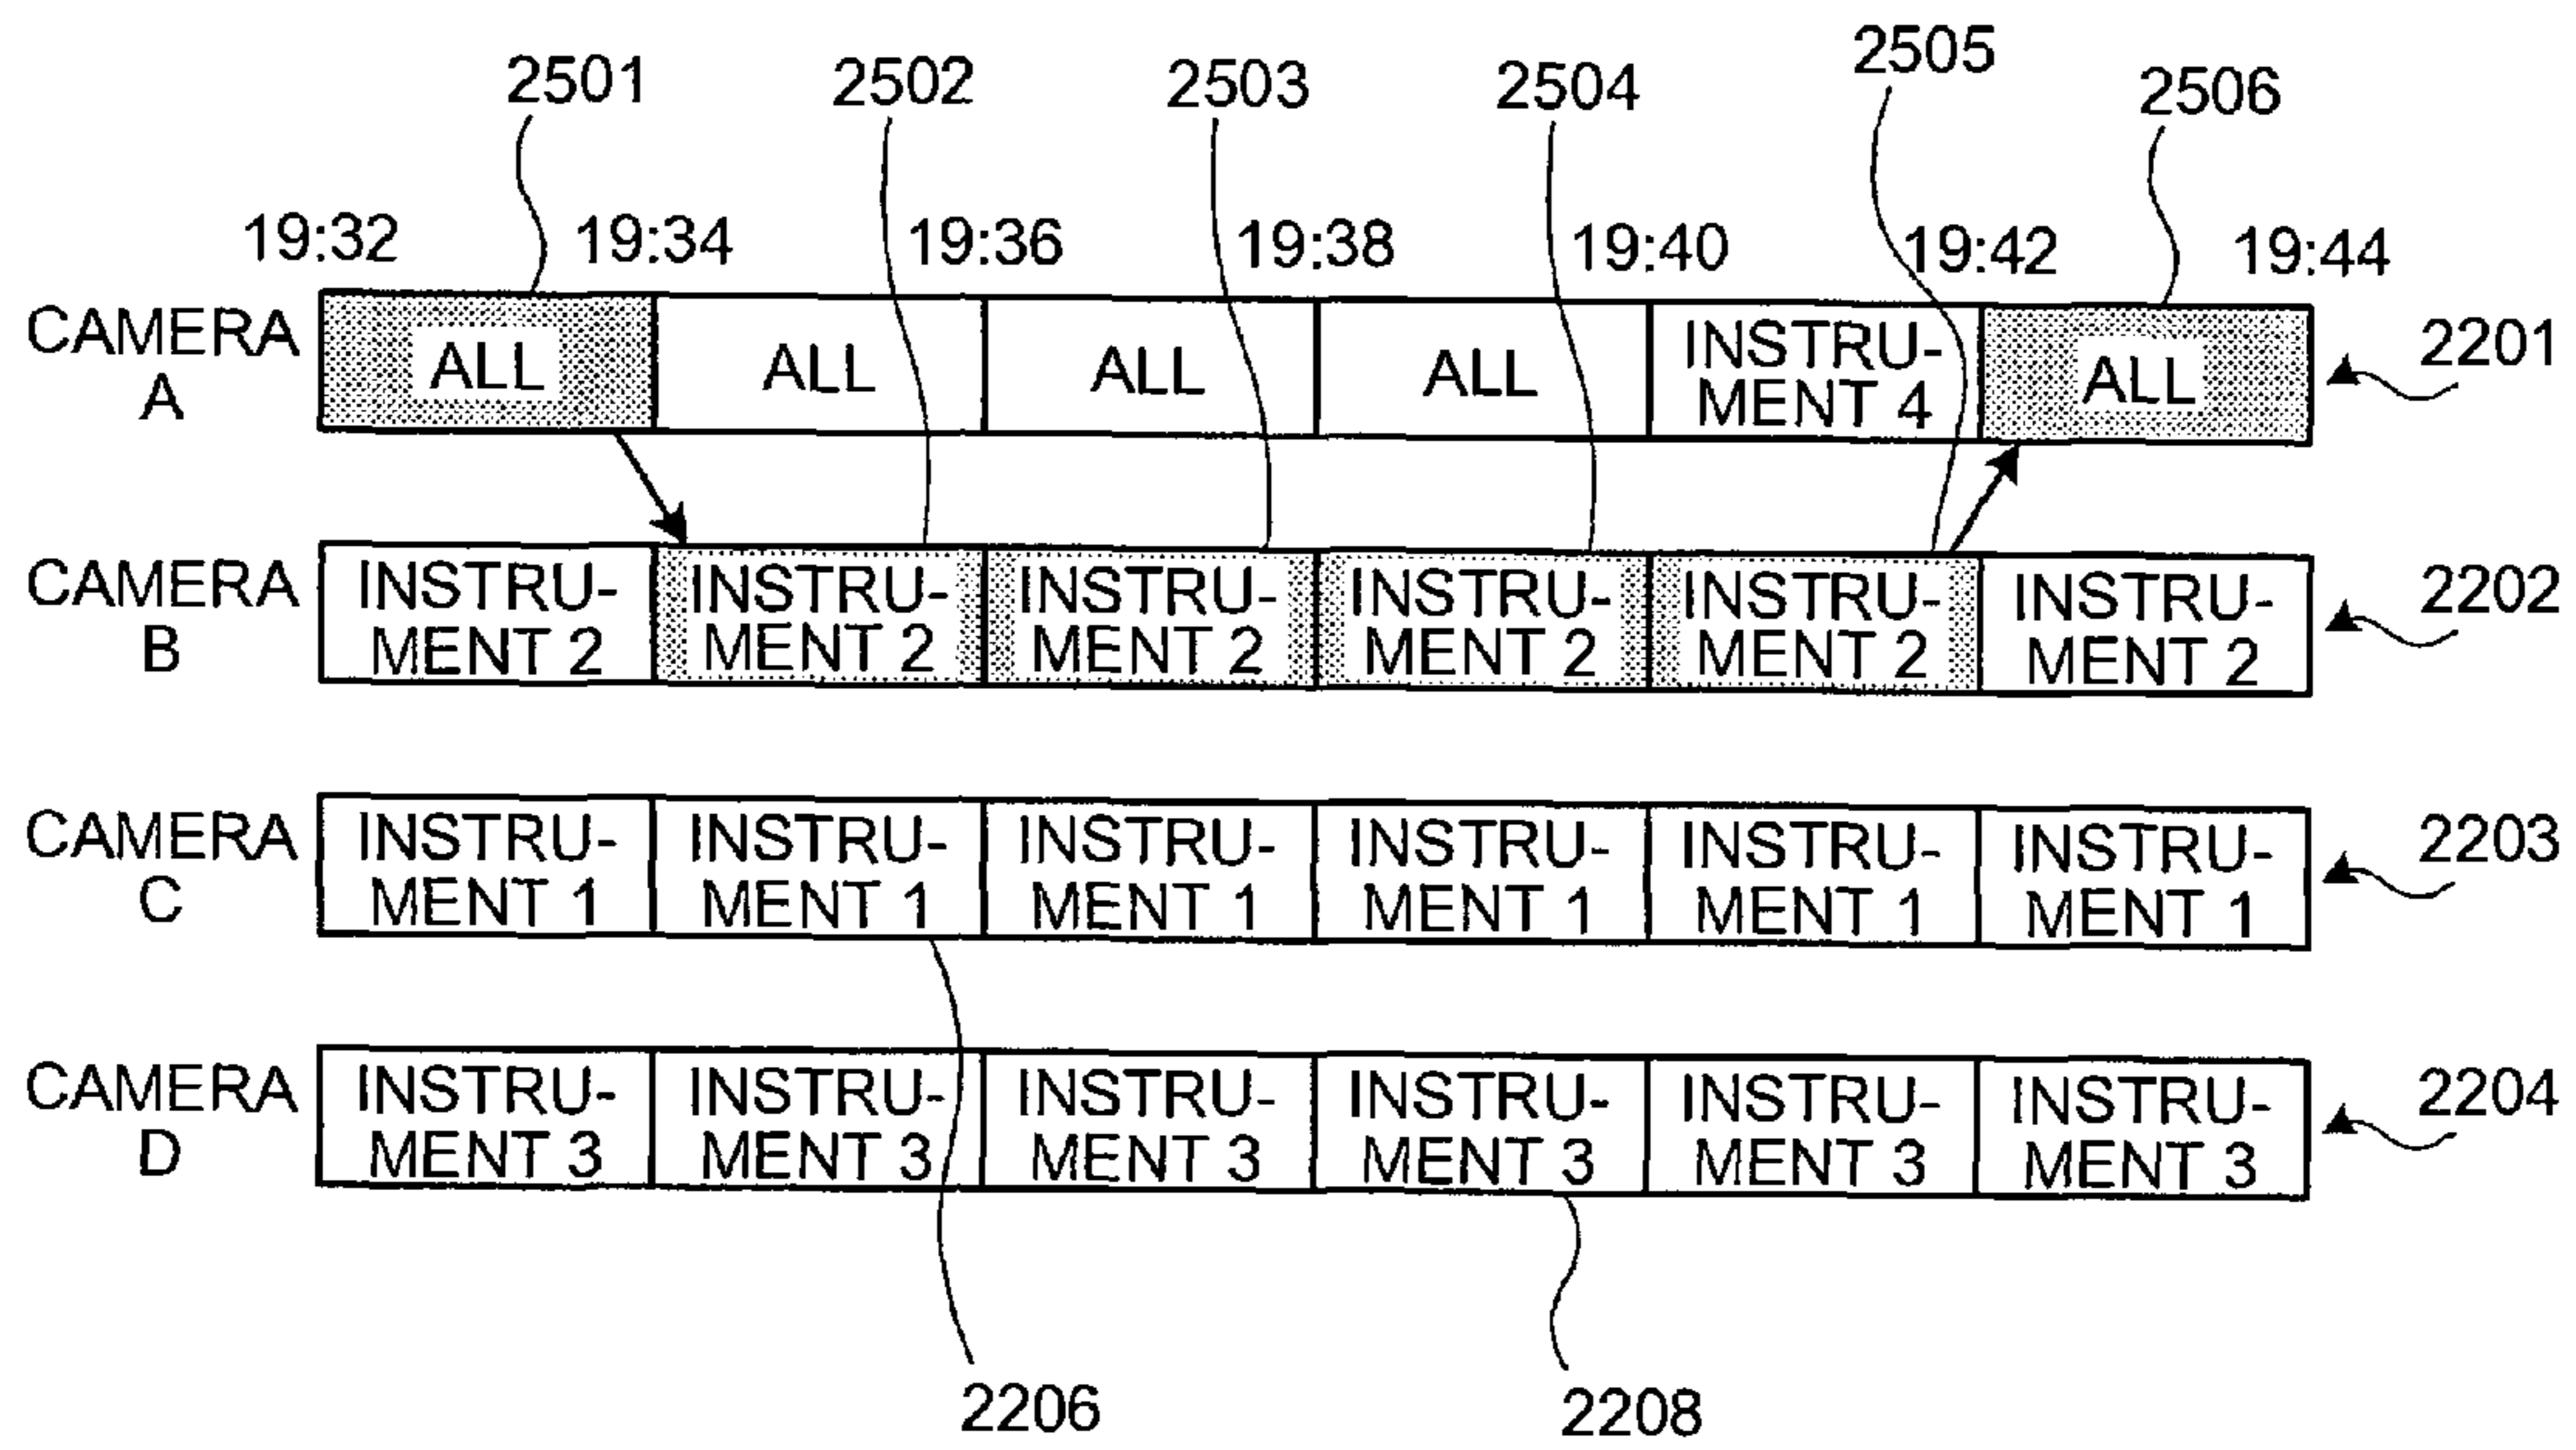 2501 2502 2503 2504 2505 2506
19:32 19:34 19:36 19:38 19:40 19:42 19:44
CAMERA A
ALL ALL ALL ALL INSTRU- ALL 2201
MENT 4
CAMERA B
INSTRU- INSTRU- INSTRU- INSTRU- INSTRU- INSTRU- 2202
MENT 2 MENT 2 MENT 2 MENT 2 MENT 2 MENT 2
CAMERA C
INSTRU- INSTRU- INSTRU- INSTRU- INSTRU- INSTRU- 2203
MENT 1 MENT 1 MENT 1 MENT 1 MENT 1 MENT 1
CAMERA D
INSTRU- INSTRU- INSTRU- INSTRU- INSTRU- INSTRU- 2204
MENT 3 MENT 3 MENT 3 MENT 3 MENT 3 MENT 3
2206 2208